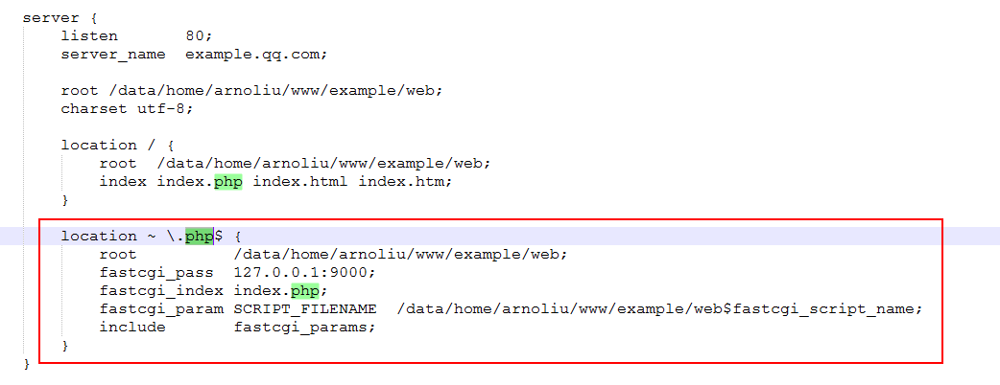 server {
    listen       80;
    server_name  example.qq.com;

    root /data/home/arnoliu/www/example/web;
    charset utf-8;

    location / {
        root  /data/home/arnoliu/www/example/web;
        index index.php index.html index.htm;
    }

    location ~ \.php$ {
        root          /data/home/arnoliu/www/example/web;
        fastcgi_pass  127.0.0.1:9000;
        fastcgi_index index.php;
        fastcgi_param SCRIPT_FILENAME  /data/home/arnoliu/www/example/web$fastcgi_script_name;
        include       fastcgi_params;
    }
}